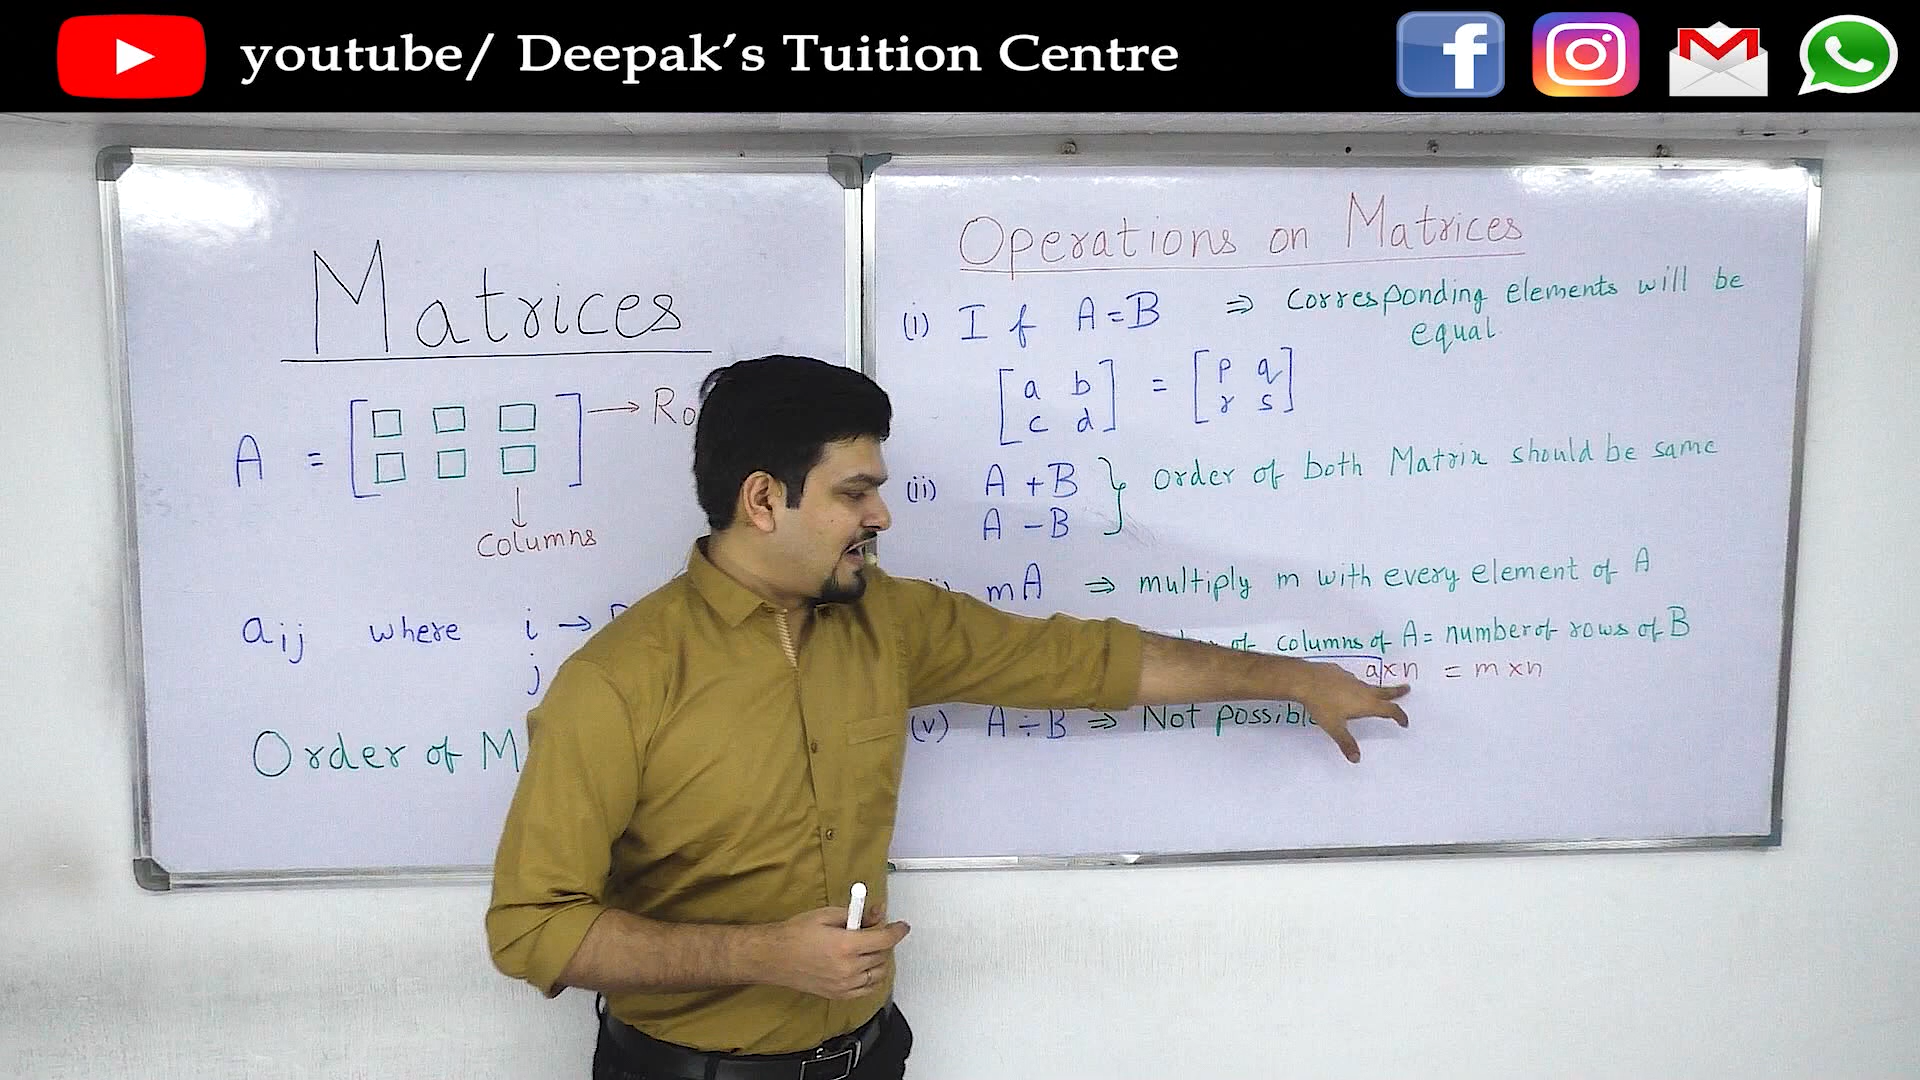 youtube/ Deepak's Tuition Centre
Matrices
A =
Columns
aij where i →
j
Order of M
Operations on Matrices
(i) If A=B ⇒ Corresponding elements will be
equal.
[a b] = [p q]
[c d] [r s]
(ii) A + B } Order of both Matrix should be same
A − B
mA ⇒ multiply m with every element of A
of columns of A = number of rows of B
a×n = m×n
(v) A ÷ B ⇒ Not possible